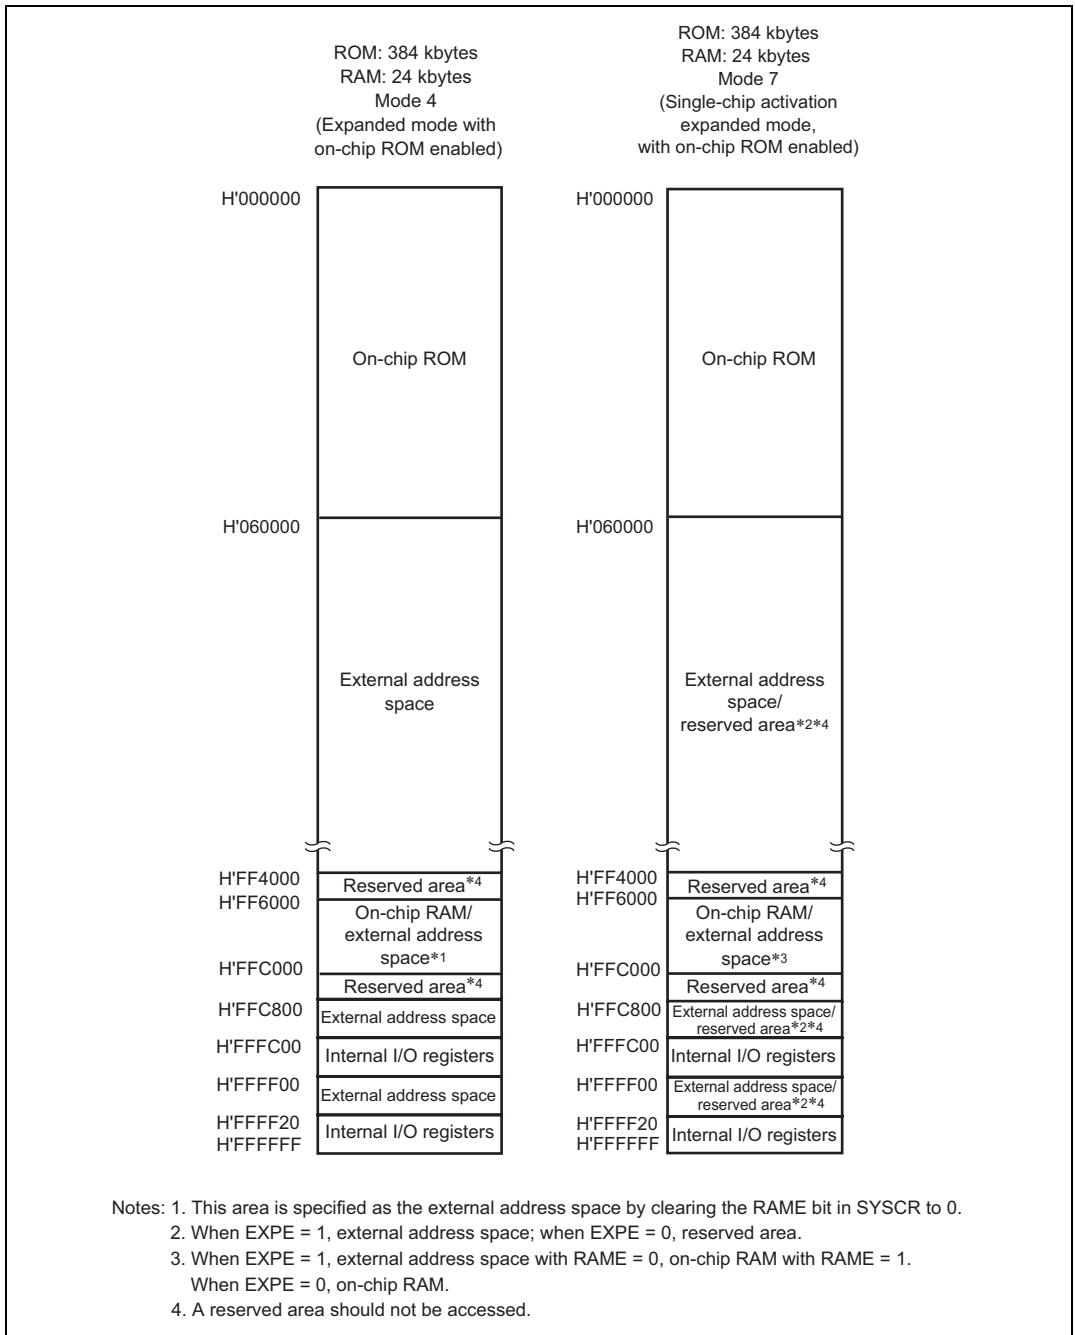 ROM: 384 kbytes
RAM: 24 kbytes
Mode 4
(Expanded mode with
on-chip ROM enabled)
H'000000
On-chip ROM
H'060000
External address
space
H'FF4000
Reserved area*4
H'FF6000
On-chip RAM/
external address
space*1
H'FFC000
Reserved area*4
H'FFC800
External address space
H'FFFC00
Internal I/O registers
H'FFFF00
External address space
H'FFFF20
Internal I/O registers
H'FFFFFF
ROM: 384 kbytes
RAM: 24 kbytes
Mode 7
(Single-chip activation
expanded mode,
with on-chip ROM enabled)
H'000000
On-chip ROM
H'060000
External address
space/
reserved area*2*4
H'FF4000
Reserved area*4
H'FF6000
On-chip RAM/
external address
space*3
H'FFC000
Reserved area*4
H'FFC800
External address space/
reserved area*2*4
H'FFFC00
Internal I/O registers
H'FFFF00
External address space/
reserved area*2*4
H'FFFF20
Internal I/O registers
H'FFFFFF
Notes: 1. This area is specified as the external address space by clearing the RAME bit in SYSCR to 0.
2. When EXPE = 1, external address space; when EXPE = 0, reserved area.
3. When EXPE = 1, external address space with RAME = 0, on-chip RAM with RAME = 1.
When EXPE = 0, on-chip RAM.
4. A reserved area should not be accessed.